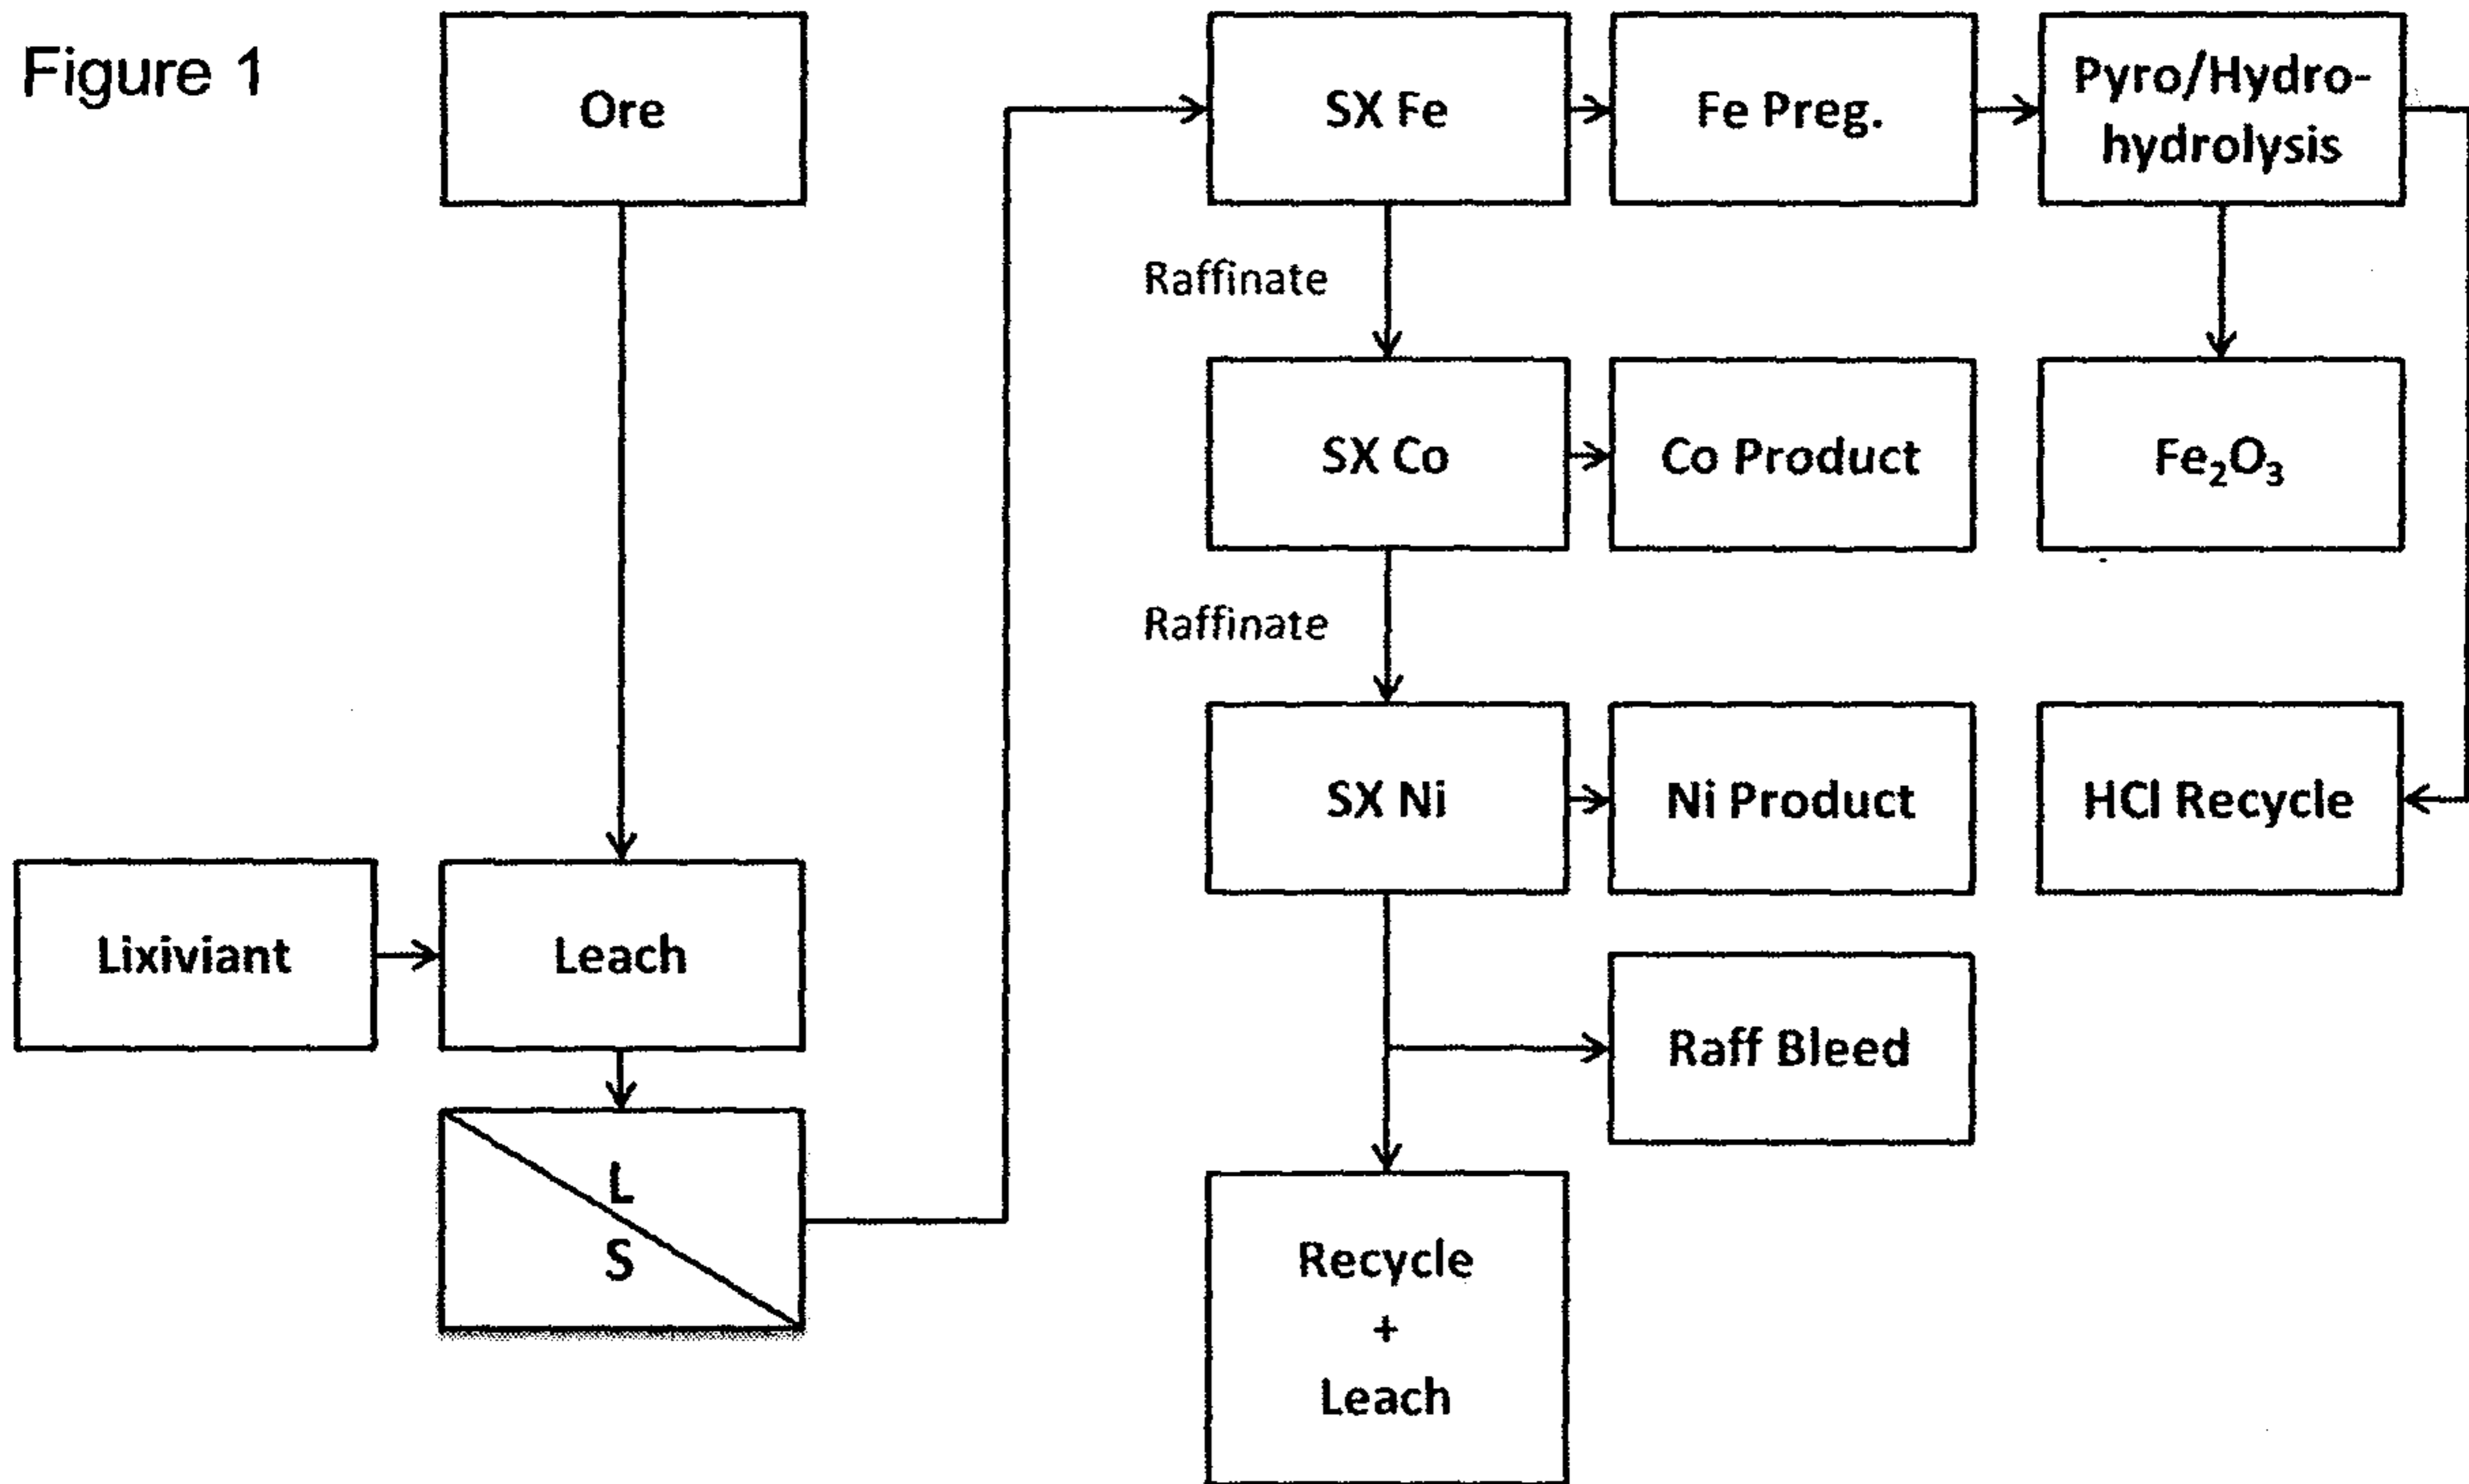 Figure 1
Ore
SX Fe
Fe Preg.
Pyro/Hydro-
hydrolysis
Raffinate
SX Co
Co Product
Fe₂O₃
Raffinate
SX Ni
Ni Product
HCl Recycle
Lixiviant
Leach
Raff Bleed
L
S
Recycle
+
Leach